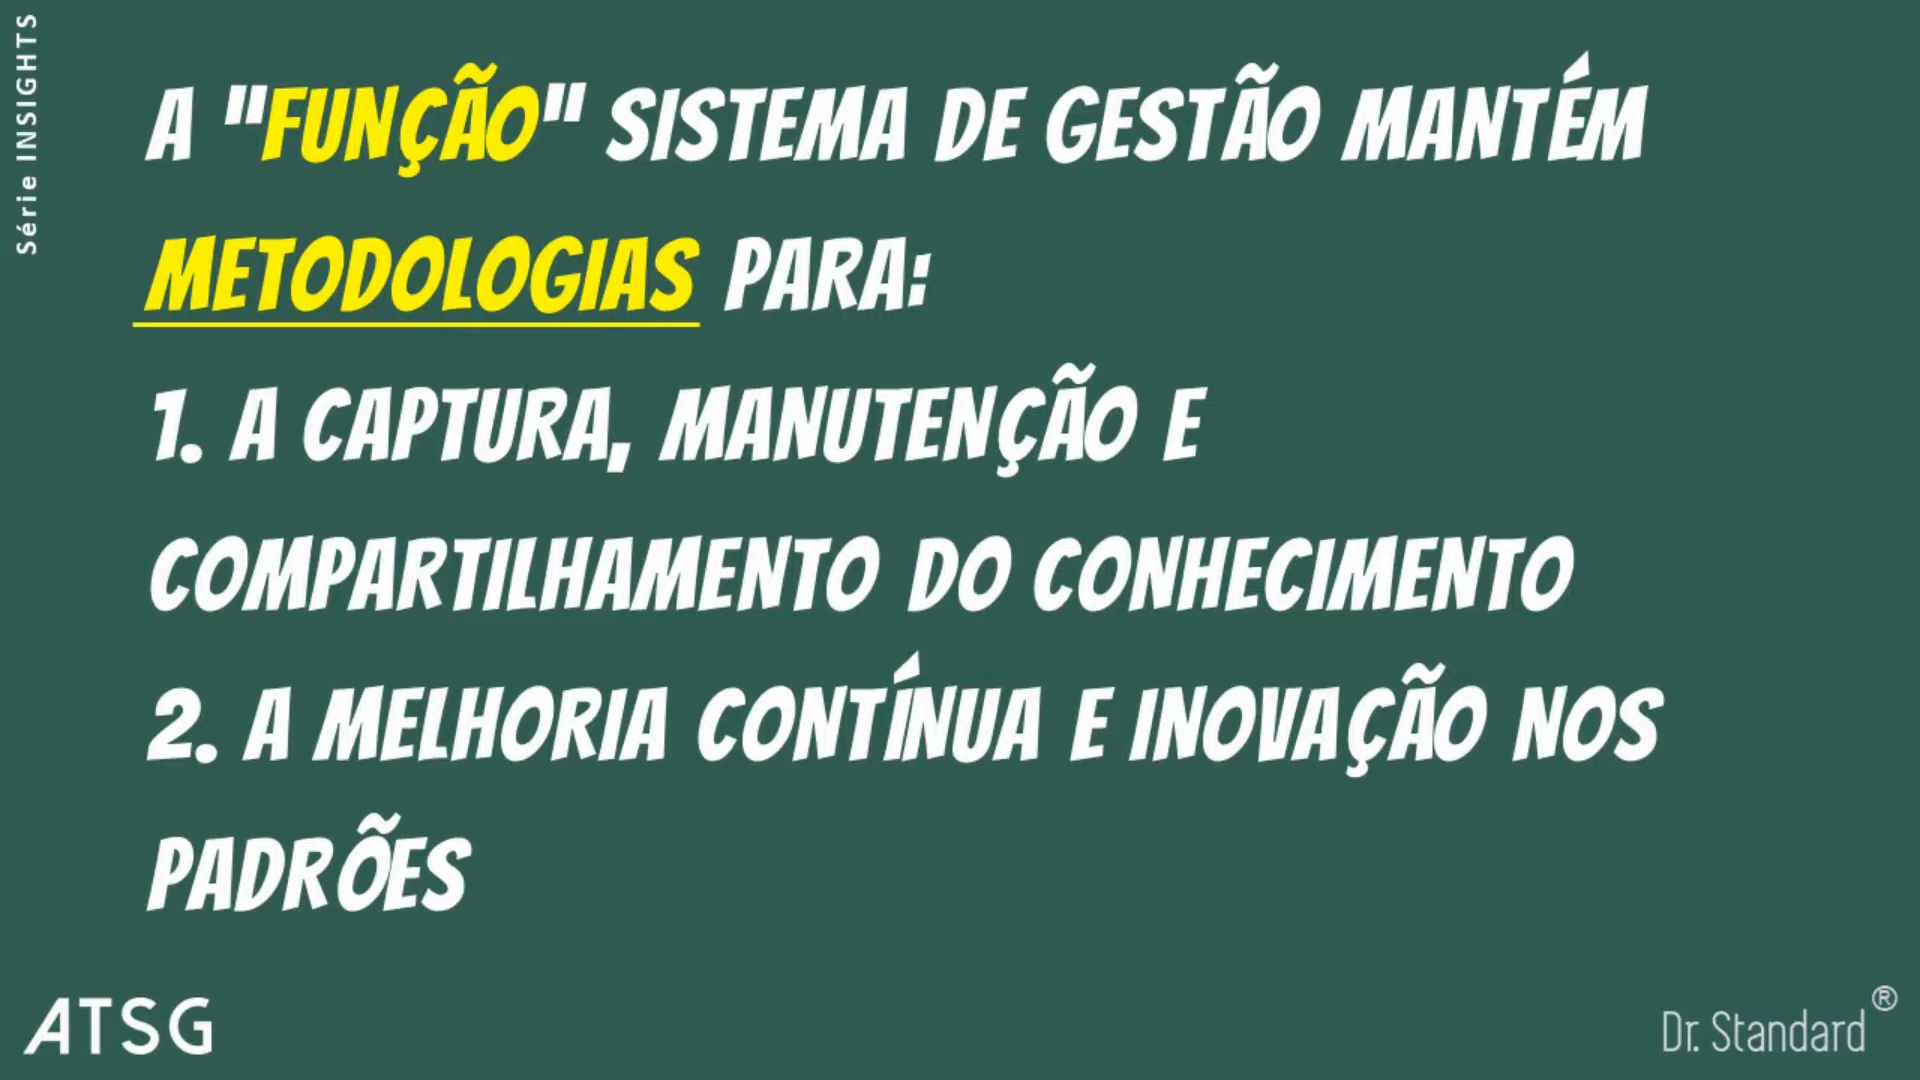 Série INSIGHTS
A "FUNÇÃO" SISTEMA DE GESTÃO MANTÉM
METODOLOGIAS PARA:
1. A CAPTURA, MANUTENÇÃO E
COMPARTILHAMENTO DO CONHECIMENTO
2. A MELHORIA CONTÍNUA E INOVAÇÃO NOS
PADRÕES
ATSG
Dr. Standard ®